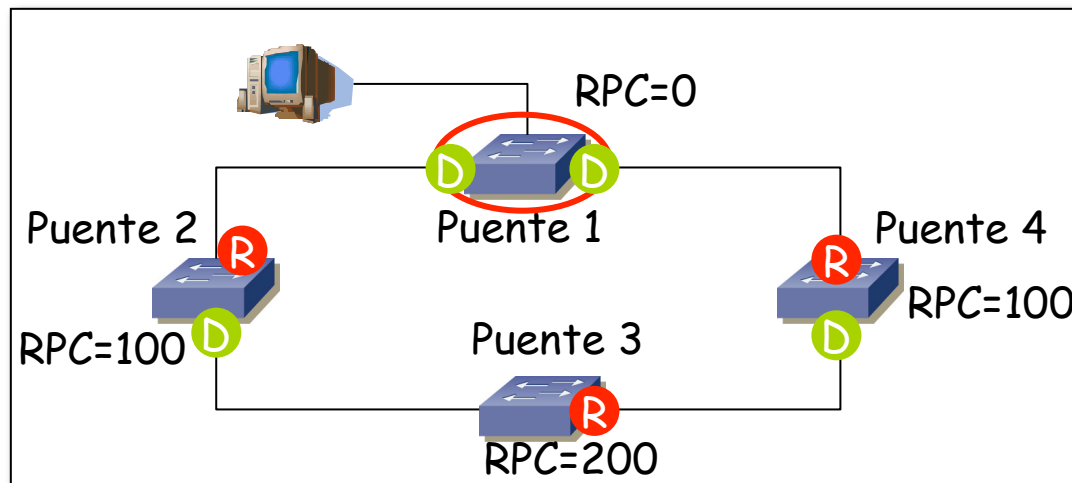 RPC=0
D
D
Puente 2
Puente 1
Puente 4
R
R
RPC=100
D
RPC=100
D
Puente 3
R
RPC=200